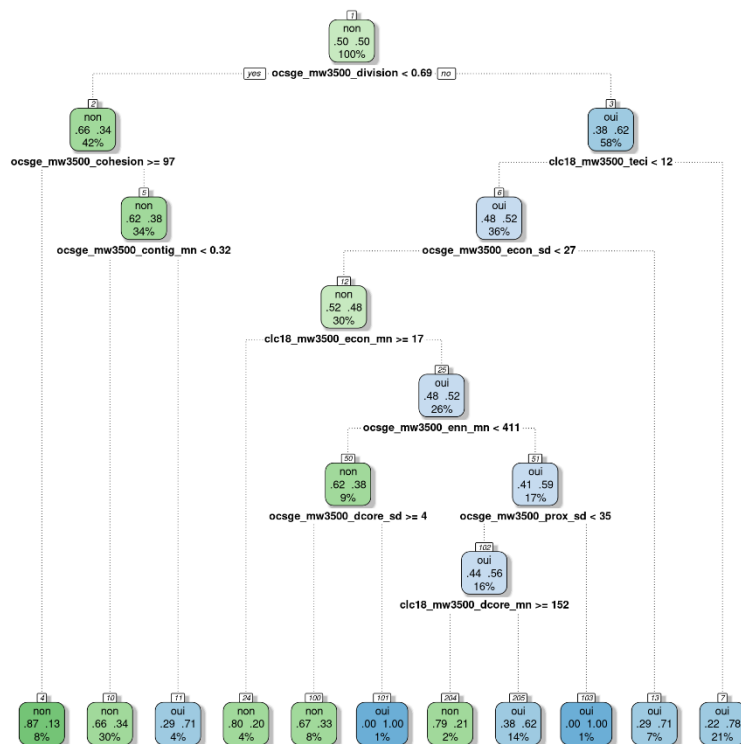 1
non
.50 .50
100%
yes ocsge_mw3500_division < 0.69 no
2
non
.66 .34
42%
ocsge_mw3500_cohesion >= 97
3
oui
.38 .62
58%
clc18_mw3500_teci < 12
5
non
.62 .38
34%
ocsge_mw3500_contig_mn < 0.32
6
oui
.48 .52
36%
ocsge_mw3500_econ_sd < 27
12
non
.52 .48
30%
clc18_mw3500_econ_mn >= 17
25
oui
.48 .52
26%
ocsge_mw3500_enn_mn < 411
50
non
.62 .38
9%
ocsge_mw3500_dcore_sd >= 4
51
oui
.41 .59
17%
ocsge_mw3500_prox_sd < 35
102
oui
.44 .56
16%
clc18_mw3500_dcore_mn >= 152
4
non
.87 .13
8%
10
non
.66 .34
30%
11
oui
.29 .71
4%
24
non
.80 .20
4%
100
non
.67 .33
8%
101
oui
.00 1.00
1%
204
non
.79 .21
2%
205
oui
.38 .62
14%
103
oui
.00 1.00
1%
13
oui
.29 .71
7%
7
oui
.22 .78
21%